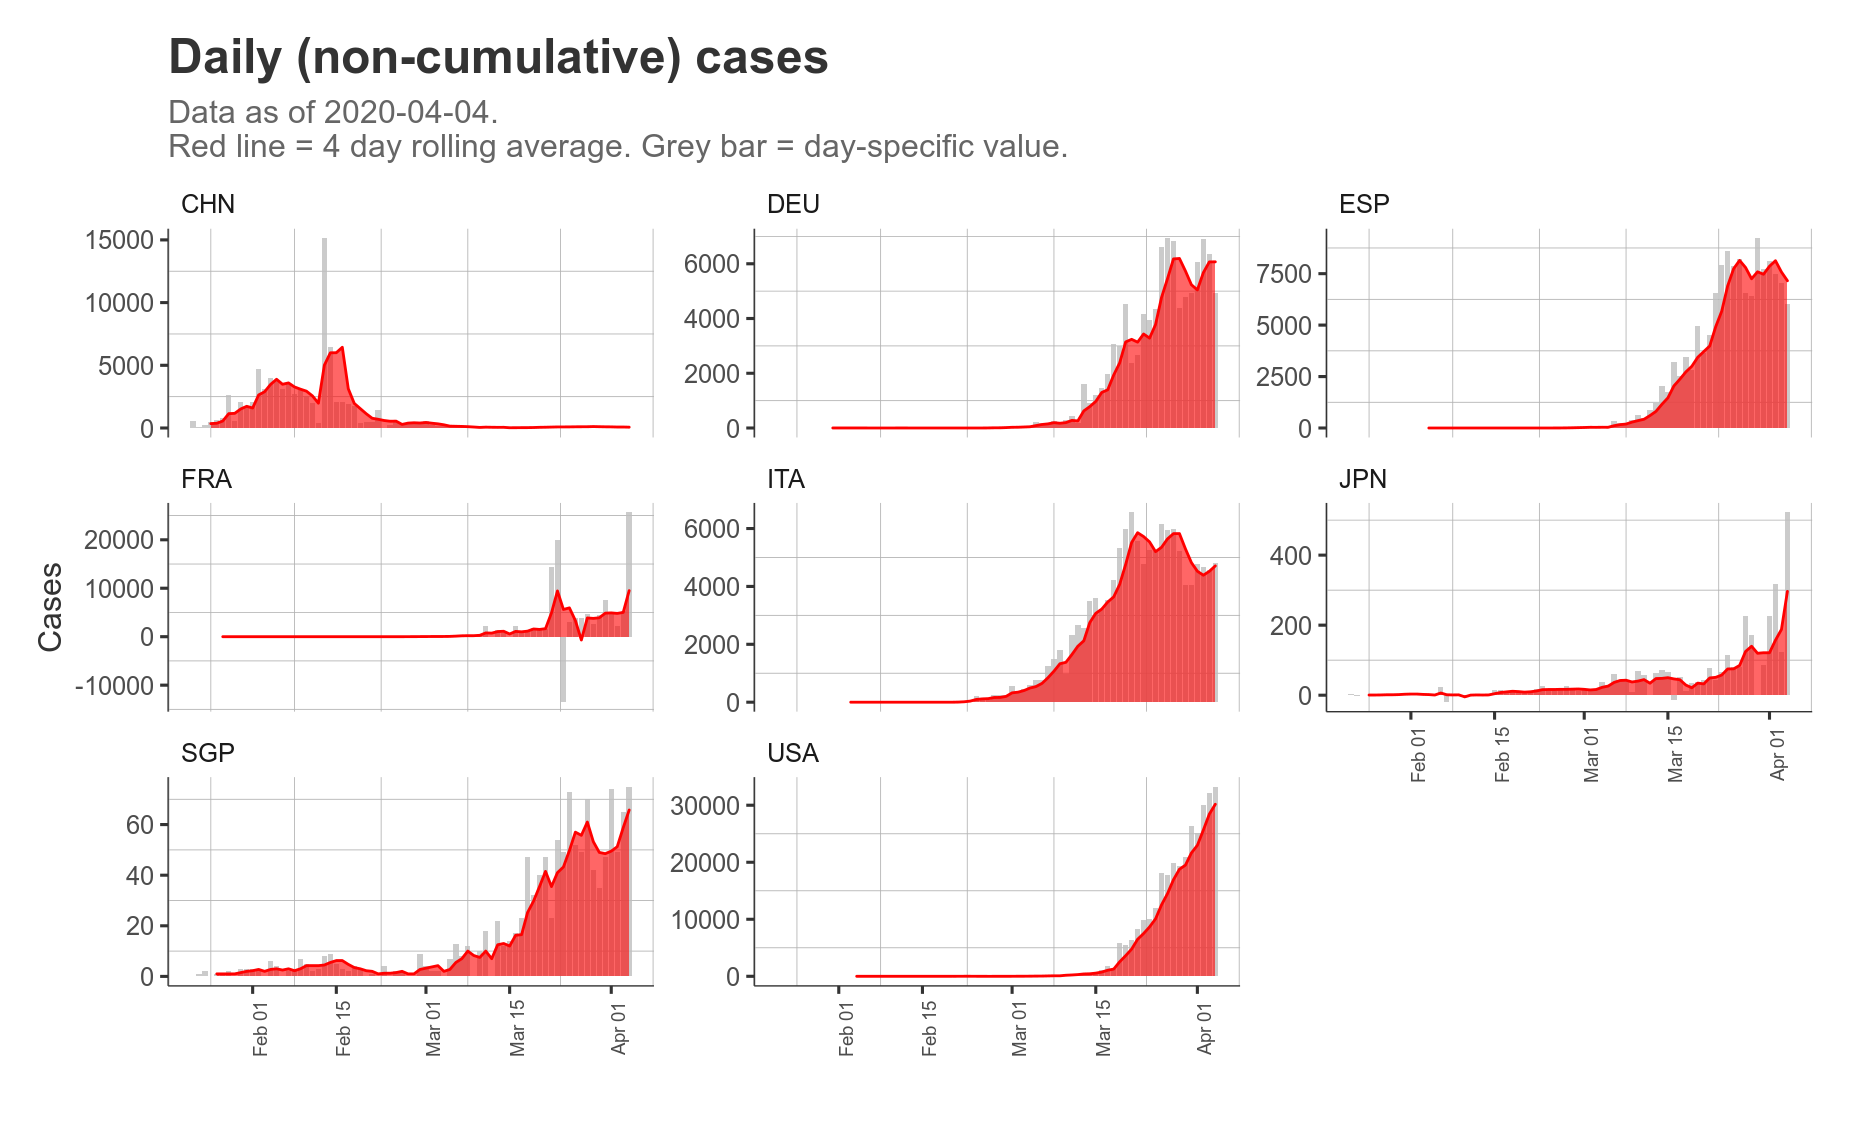 Daily (non-cumulative) cases
Data as of 2020-04-04.
Red line = 4 day rolling average. Grey bar = day-specific value.
Cases
CHN
15000
10000
5000
0
DEU
6000
4000
2000
0
ESP
7500
5000
2500
0
FRA
20000
10000
0
-10000
ITA
6000
4000
2000
0
JPN
400
200
0
Feb 01
Feb 15
Mar 01
Mar 15
Apr 01
SGP
60
40
20
0
Feb 01
Feb 15
Mar 01
Mar 15
Apr 01
USA
30000
20000
10000
0
Feb 01
Feb 15
Mar 01
Mar 15
Apr 01